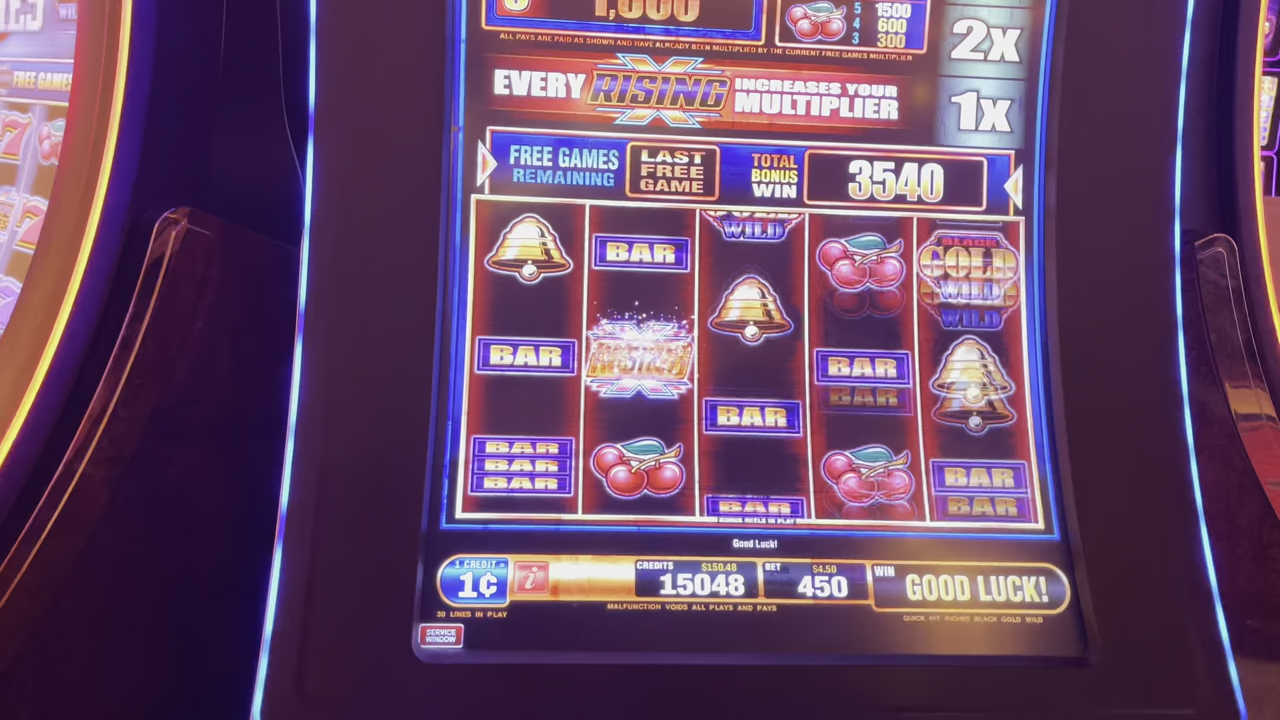 FREE GAMES
1,000
5 1500
4 600
3 300
ALL PAYS ARE PAID AS SHOWN AND HAVE ALREADY BEEN MULTIPLIED BY THE CURRENT FREE GAMES MULTIPLIER
2X
EVERY RISING INCREASES YOUR MULTIPLIER
1X
FREE GAMES REMAINING
LAST FREE GAME
TOTAL BONUS WIN
3540
WILD
BAR
BLACK
GOLD
WILD
WILD
BAR
RISING
BAR
BAR
BAR
BAR
BAR
BAR
BAR
BAR
BAR
BAR
Good Luck!
1 CREDIT =
1¢
i
CREDITS $150.48
15048
BET $4.50
450
WIN
GOOD LUCK!
30 LINES IN PLAY
MALFUNCTION VOIDS ALL PLAYS AND PAYS
QUICK HIT RICHES BLACK GOLD WILD
SERVICE
WINDOW